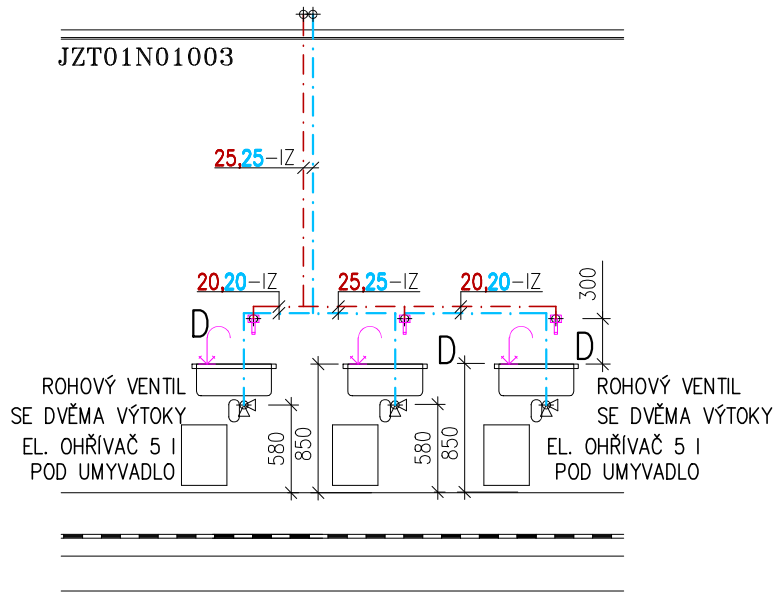 JZT01N01003
25,25-IZ
20,20-IZ
25,25-IZ
20,20-IZ
300
D
D
D
ROHOVÝ VENTIL
SE DVĚMA VÝTOKY
EL. OHŘÍVAČ 5 l
POD UMYVADLO
580
850
580
850
ROHOVÝ VENTIL
SE DVĚMA VÝTOKY
EL. OHŘÍVAČ 5 l
POD UMYVADLO